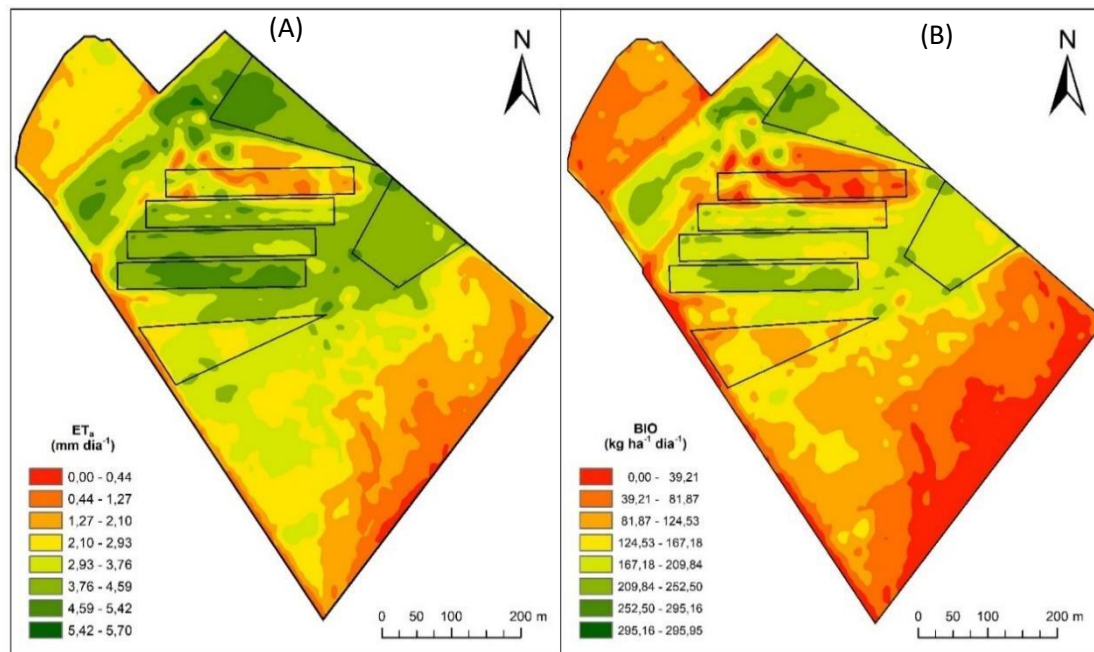 (A)
N
ETa
(mm dia-1)
0,00 - 0,44
0,44 - 1,27
1,27 - 2,10
2,10 - 2,93
2,93 - 3,76
3,76 - 4,59
4,59 - 5,42
5,42 - 5,70
0 50 100 200 m
(B)
N
BIO
(kg ha-1 dia-1)
0,00 - 39,21
39,21 - 81,87
81,87 - 124,53
124,53 - 167,18
167,18 - 209,84
209,84 - 252,50
252,50 - 295,16
295,16 - 295,95
0 50 100 200 m